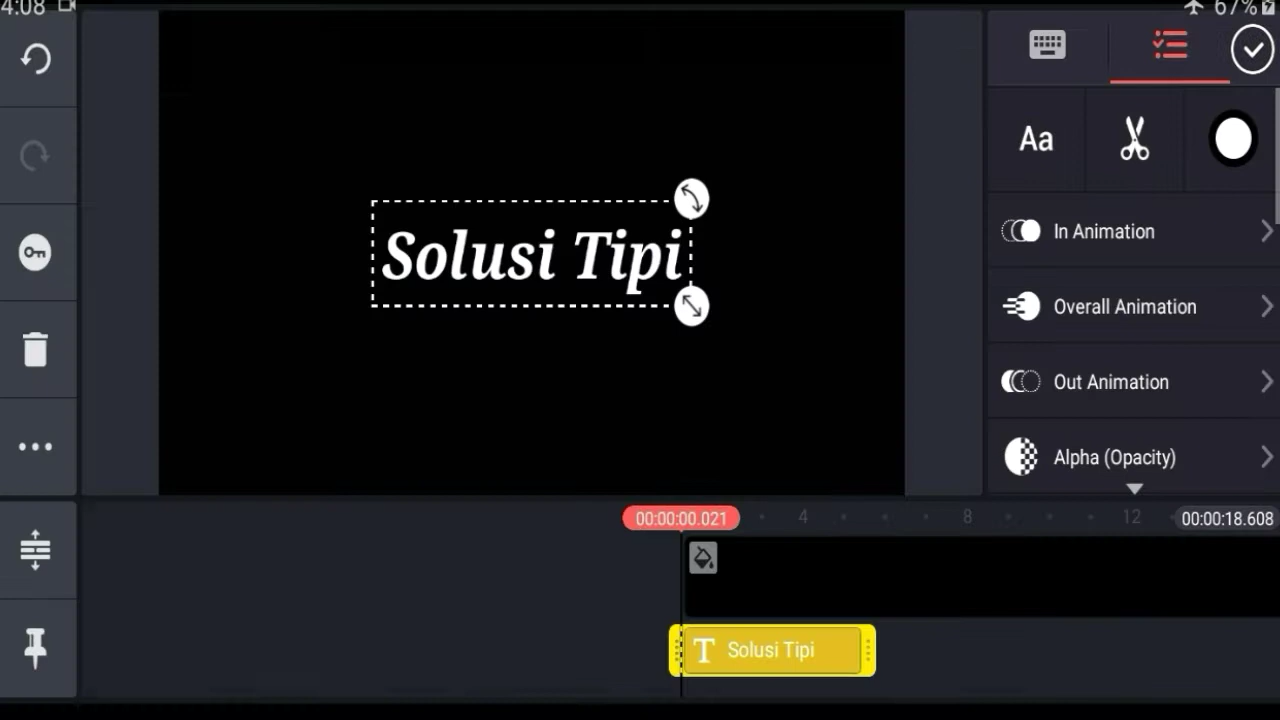 4:08
67%
Aa
Solusi Tipi
In Animation
Overall Animation
Out Animation
Alpha (Opacity)
00:00:00.021
4
8
12
00:00:18.608
T Solusi Tipi